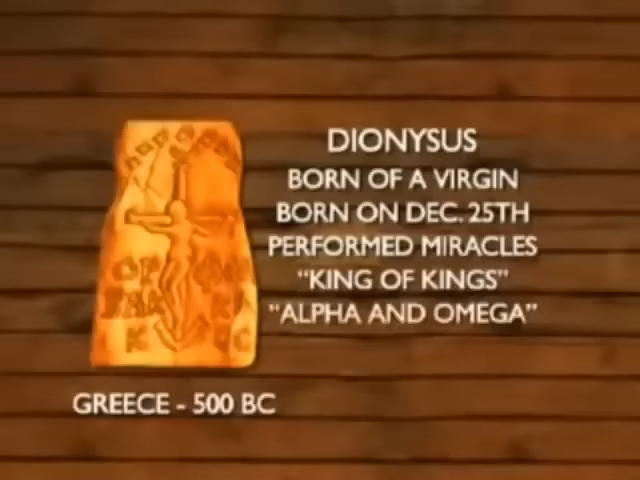 DIONYSUS
BORN OF A VIRGIN
BORN ON DEC. 25TH
PERFORMED MIRACLES
“KING OF KINGS”
“ALPHA AND OMEGA”
GREECE - 500 BC